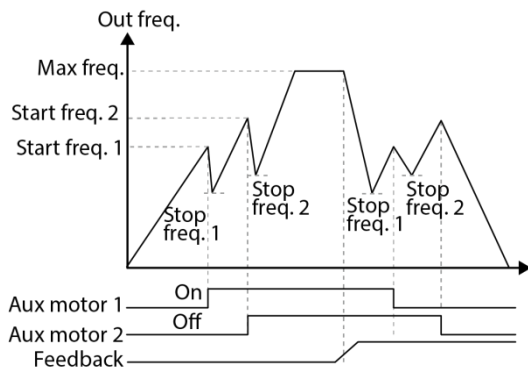 Out freq.
Max freq.
Start freq. 2
Start freq. 1
Stop
freq. 1
Stop
freq. 2
Stop
freq. 1
Stop
freq. 2
On
Aux motor 1
Off
Aux motor 2
Feedback